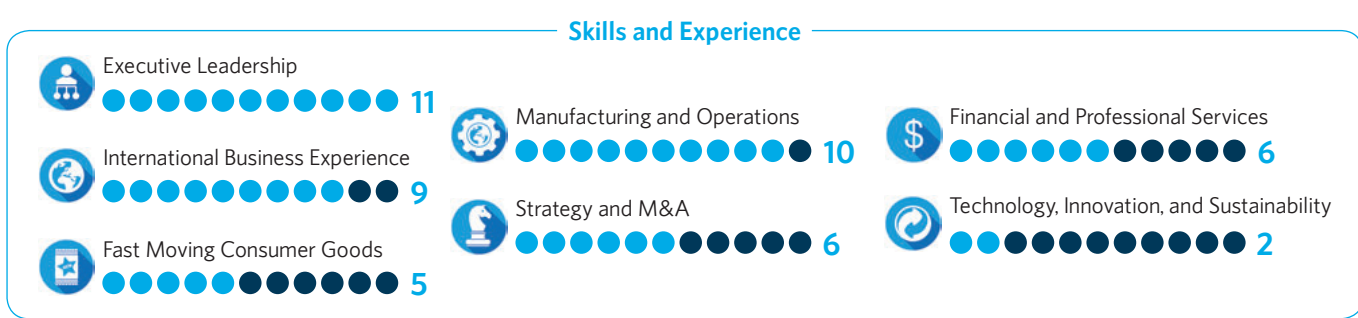 Skills and Experience
Executive Leadership
11
International Business Experience
9
Fast Moving Consumer Goods
5
Manufacturing and Operations
10
Strategy and M&A
6
$
Financial and Professional Services
6
Technology, Innovation, and Sustainability
2